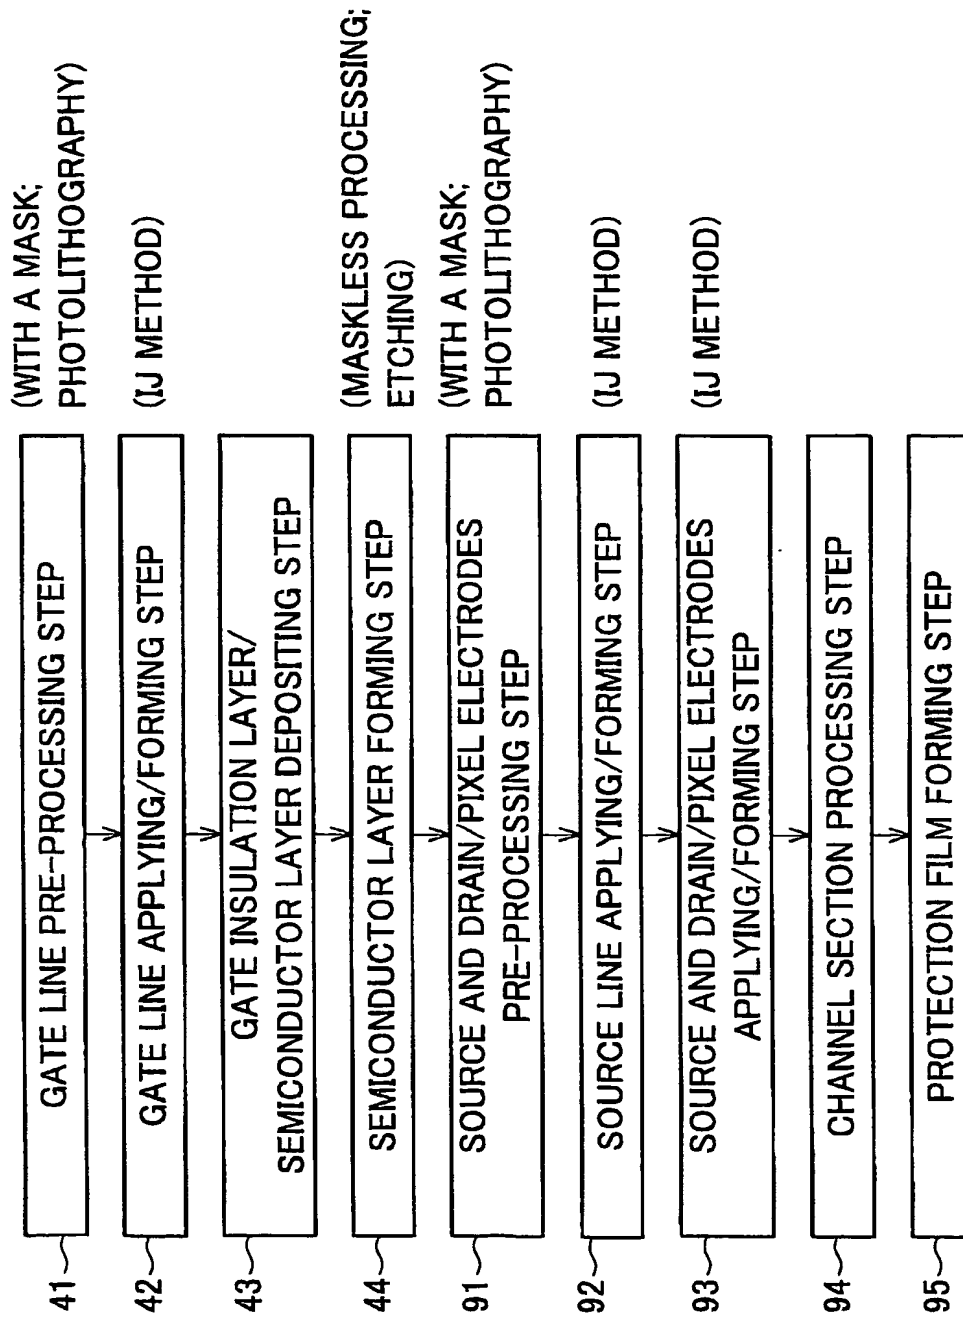 41
GATE LINE PRE-PROCESSING STEP
(WITH A MASK;
PHOTOLITHOGRAPHY)
42
GATE LINE APPLYING/FORMING STEP
(IJ METHOD)
43
GATE INSULATION LAYER/
SEMICONDUCTOR LAYER DEPOSITING STEP
44
SEMICONDUCTOR LAYER FORMING STEP
(MASKLESS PROCESSING;
ETCHING)
91
SOURCE AND DRAIN/PIXEL ELECTRODES
PRE-PROCESSING STEP
(WITH A MASK;
PHOTOLITHOGRAPHY)
92
SOURCE LINE APPLYING/FORMING STEP
(IJ METHOD)
93
SOURCE AND DRAIN/PIXEL ELECTRODES
APPLYING/FORMING STEP
(IJ METHOD)
94
CHANNEL SECTION PROCESSING STEP
95
PROTECTION FILM FORMING STEP